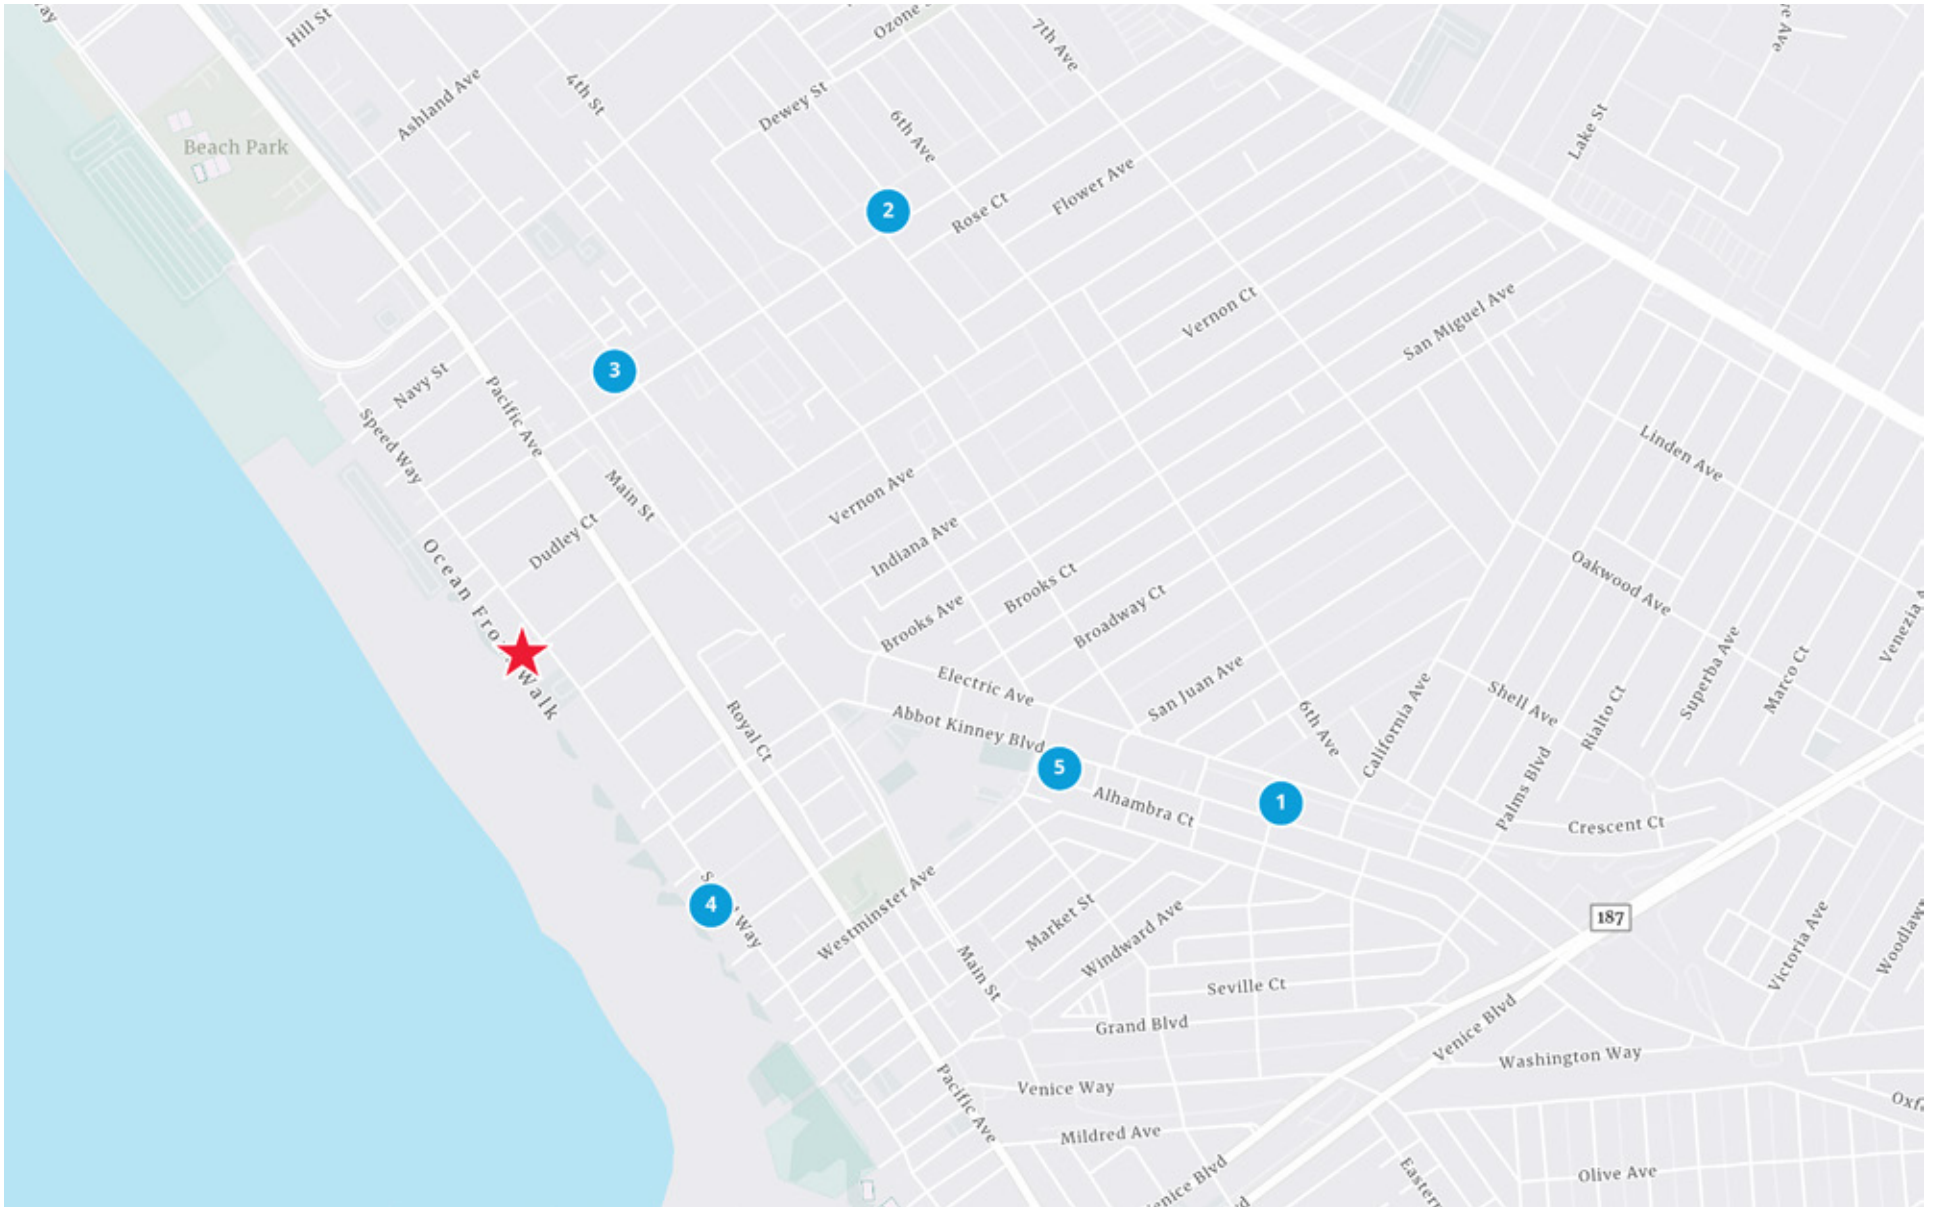 Hill St
Ozone
7th Ave
Ashland Ave
4th St
Dewey St
6th Ave
Lake St
Beach Park
2
Rose Ct
Flower Ave
Vernon Ct
San Miguel Ave
3
Navy St
Pacific Ave
Speed Way
Main St
Vernon Ave
Linden Ave
Dudley Ct
Indiana Ave
Ocean Front Walk
Brooks Ct
Brooks Ave
Broadway Ct
Oakwood Ave
Superba Ave
Marco Ct
Venezia
Electric Ave
San Juan Ave
6th Ave
California Ave
Shell Ave
Rialto Ct
Royal Ct
Abbot Kinney Blvd
5
Alhambra Ct
1
Palms Blvd
Crescent Ct
4
Way
Westminster Ave
Market St
Windward Ave
187
Victoria Ave
Main St
Seville Ct
Grand Blvd
Venice Blvd
Washington Way
Venice Way
Pacific Ave
Mildred Ave
Eastern
Olive Ave